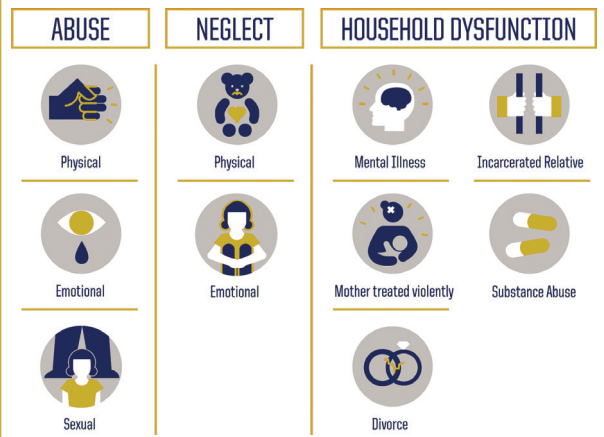 ABUSE
Physical
Emotional
Sexual
NEGLECT
Physical
Emotional
HOUSEHOLD DYSFUNCTION
Mental Illness
Incarcerated Relative
Mother treated violently
Substance Abuse
Divorce